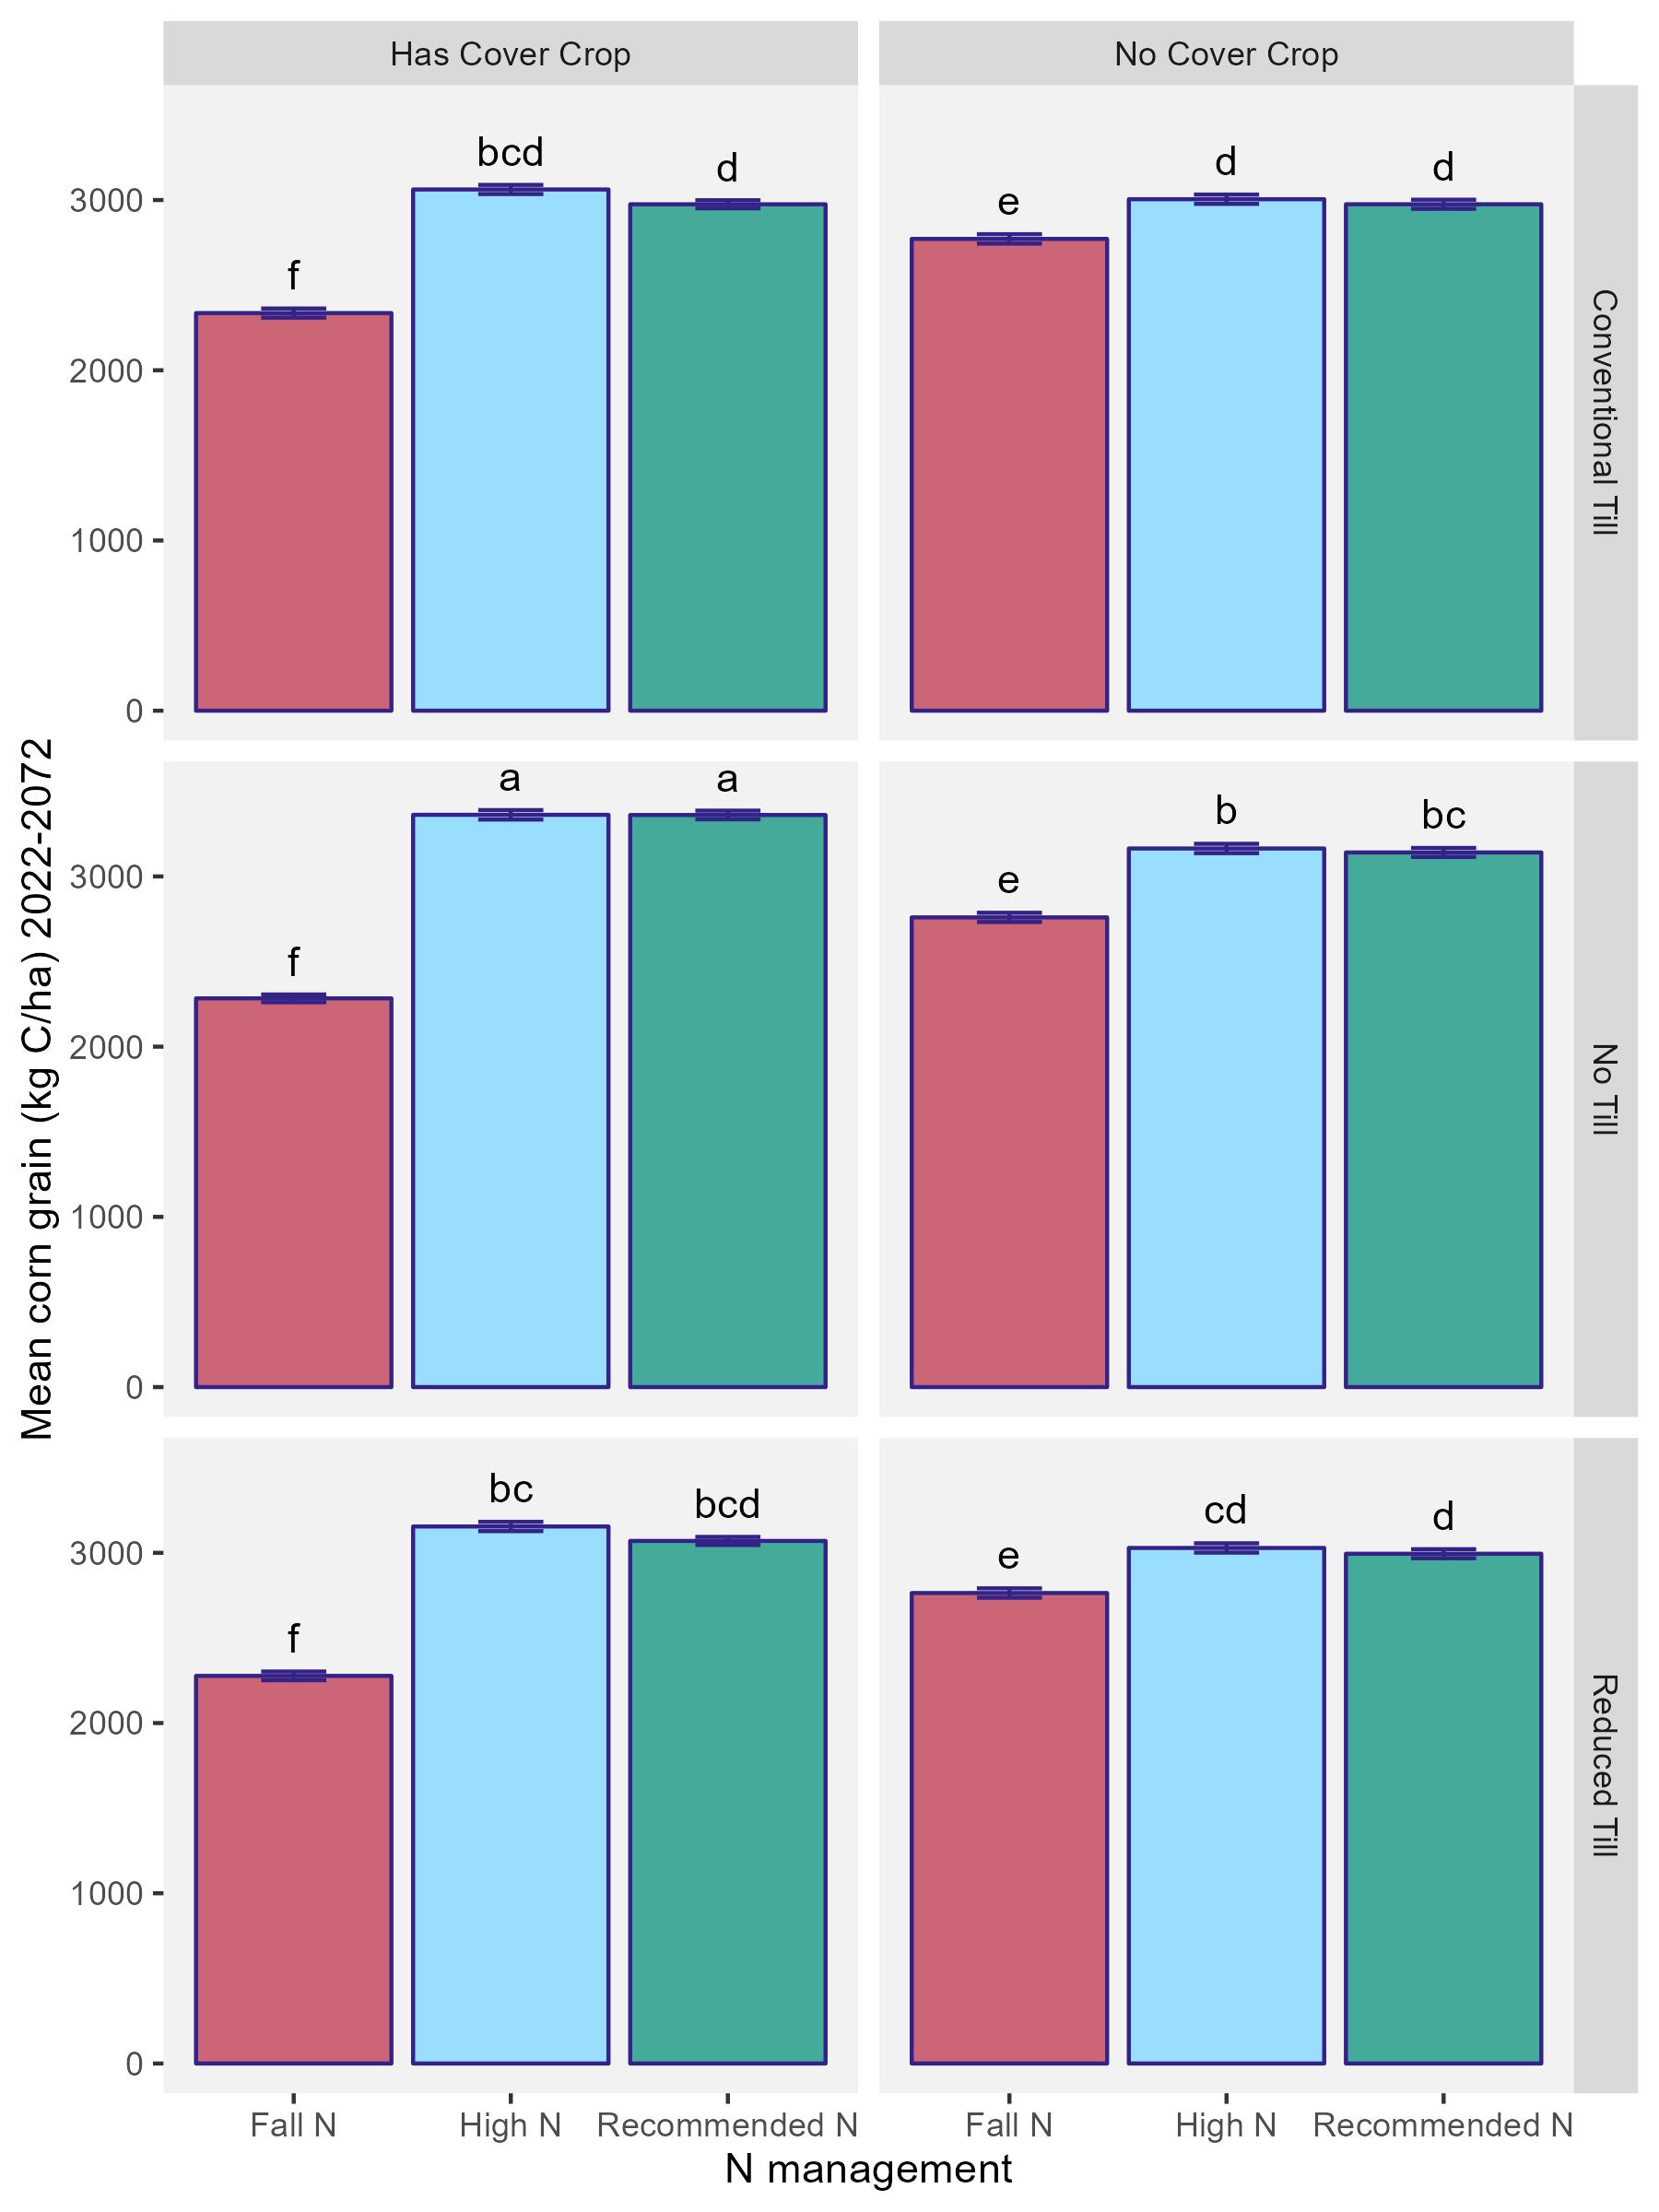 Has Cover Crop
No Cover Crop
Mean corn grain (kg C/ha) 2022-2072
3000
2000
1000
0
f
bcd
d
e
d
d
Conventional Till
3000
2000
1000
0
f
a
a
e
b
bc
No Till
3000
2000
1000
0
f
bc
bcd
e
cd
d
Reduced Till
Fall N
High N
Recommended N
Fall N
High N
Recommended N
N management